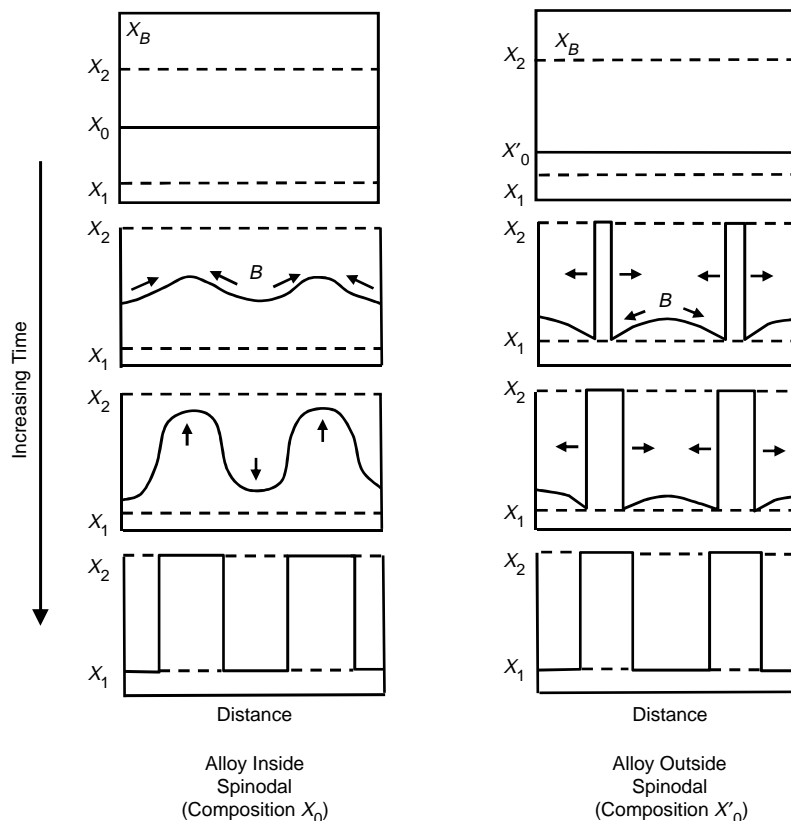 X_B
X_2
X_0
X_1
X_2
B
X_1
X_2
X_1
X_2
X_1
Distance
Alloy Inside
Spinodal
(Composition X_0)
X_B
X_2
X'_0
X_1
X_2
B
X_1
X_2
X_1
X_2
X_1
Distance
Alloy Outside
Spinodal
(Composition X'_0)
Increasing Time